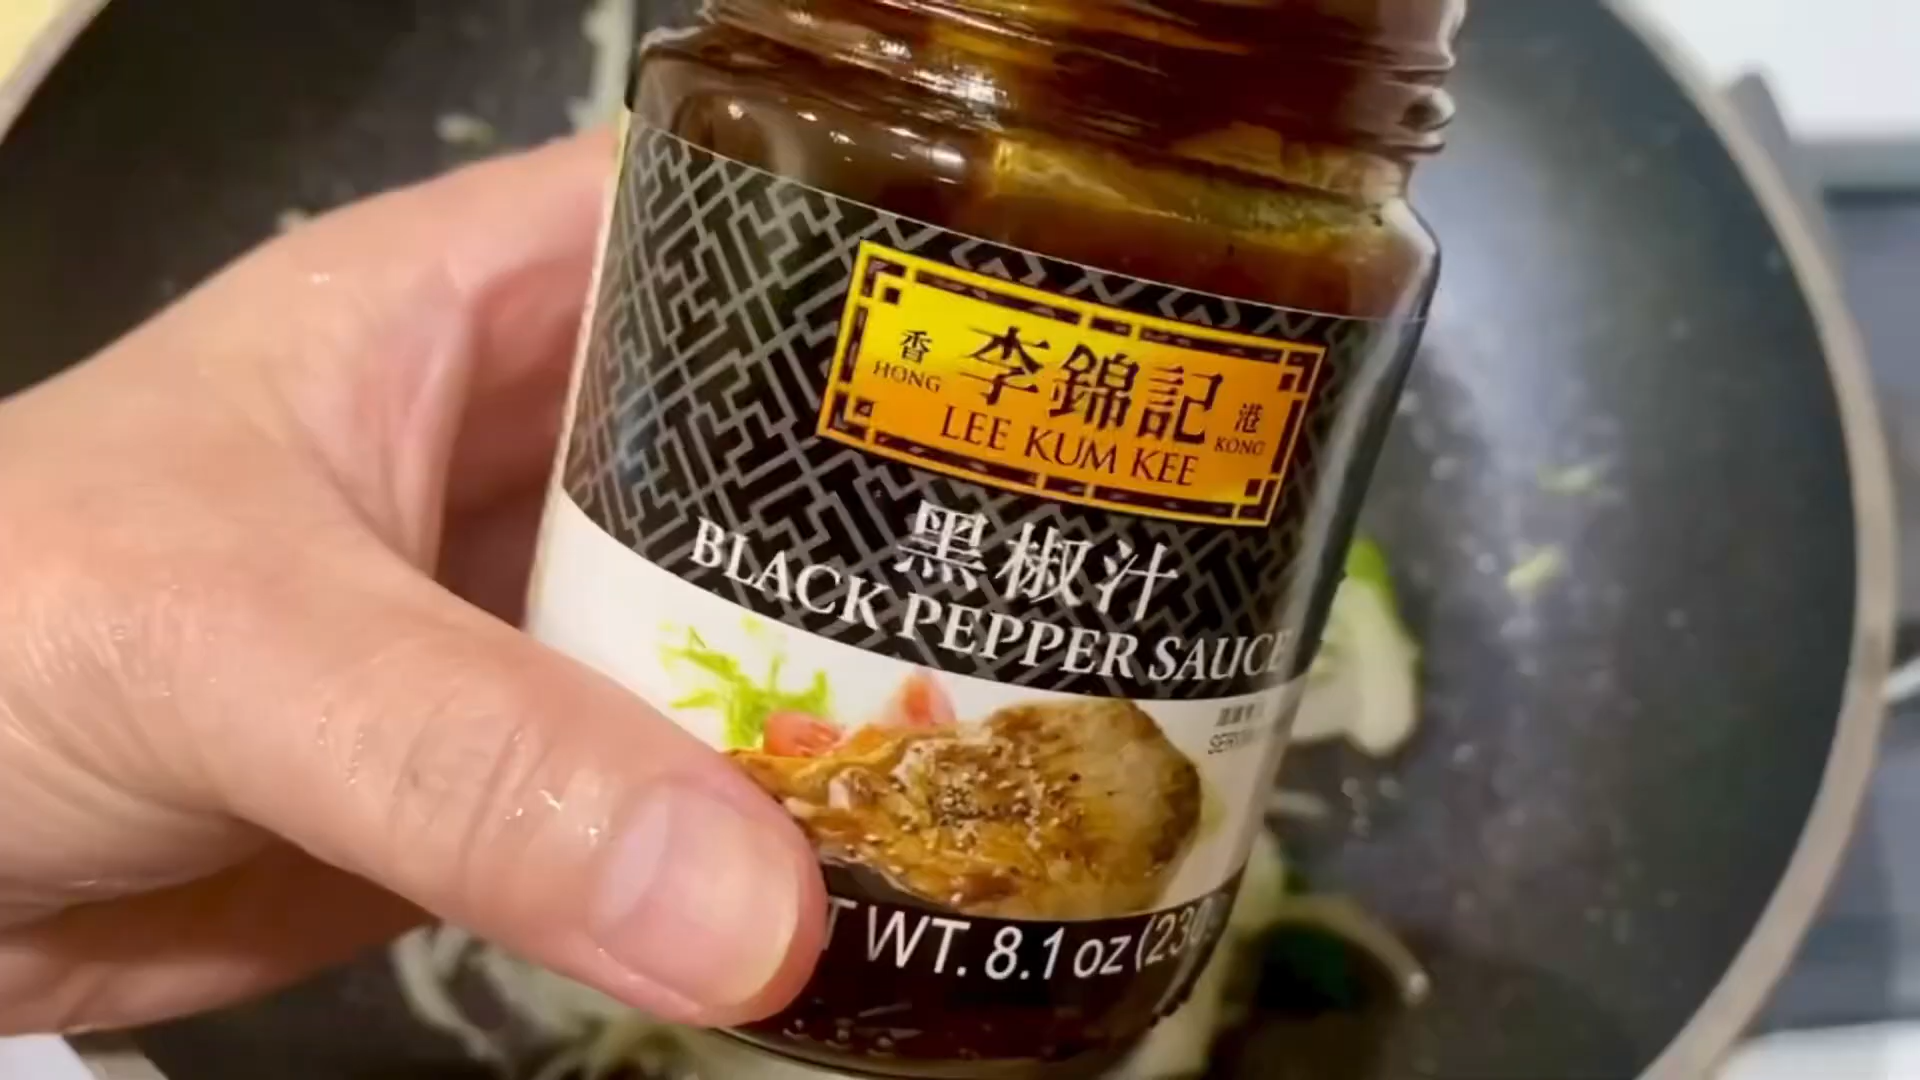 香 李錦記 港
HONG KONG
LEE KUM KEE
黑椒汁
BLACK PEPPER SAUCE
WT. 8.1 oz (230